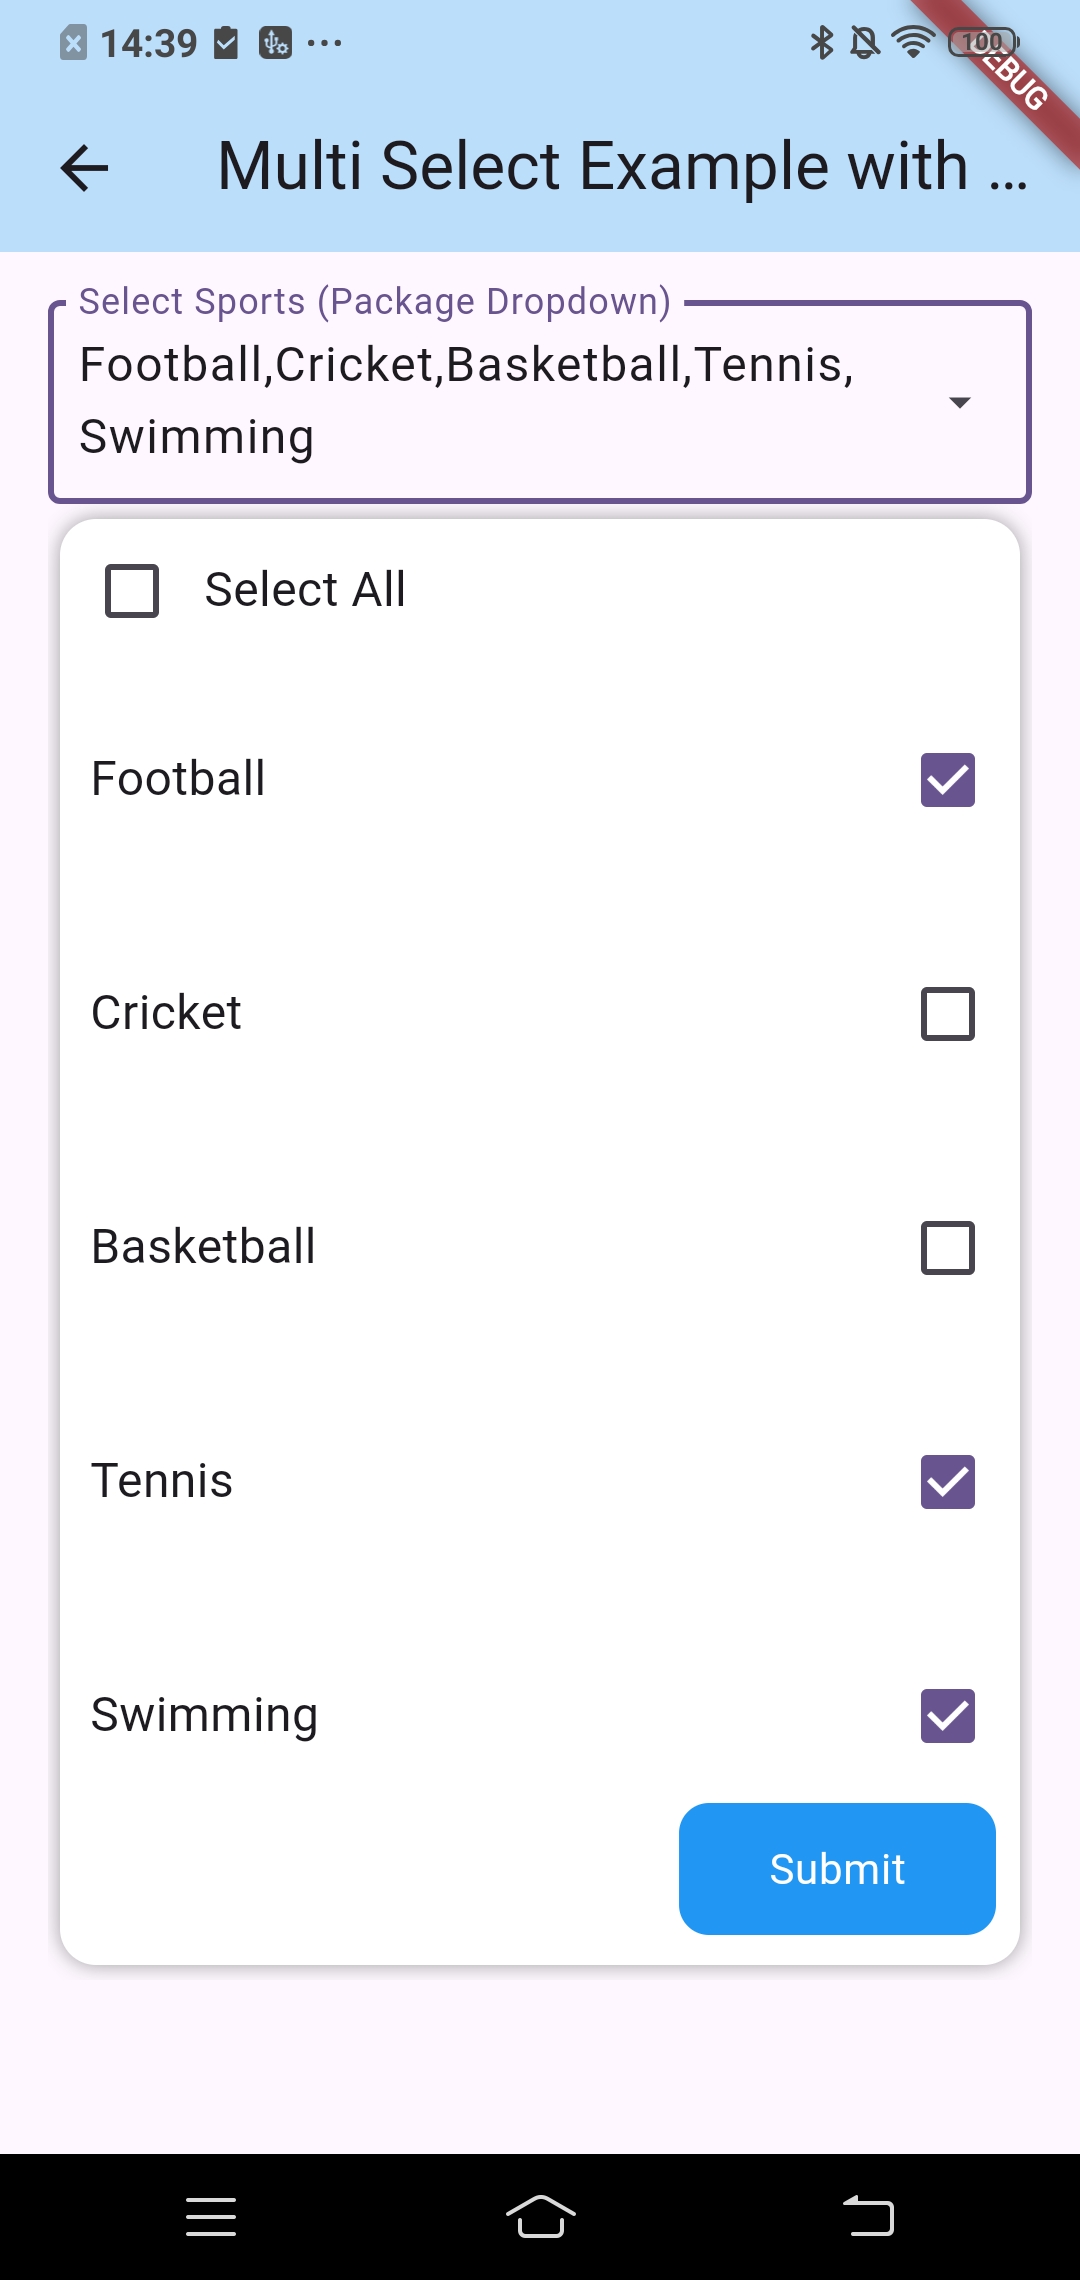 14:39
100
DEBUG
Multi Select Example with ...
Select Sports (Package Dropdown)
Football,Cricket,Basketball,Tennis,
Swimming
Select All
Football
Cricket
Basketball
Tennis
Swimming
Submit